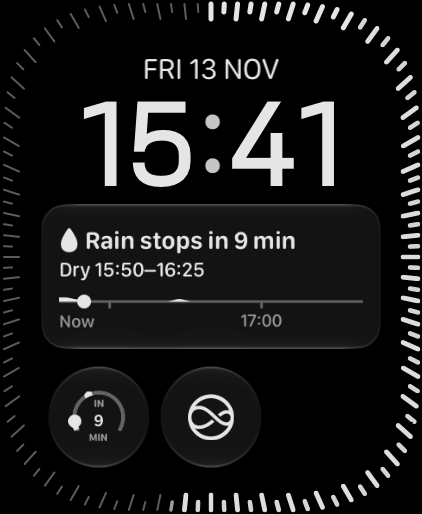 FRI 13 NOV
15:41
Rain stops in 9 min
Dry 15:50–16:25
Now 17:00
IN
9
MIN